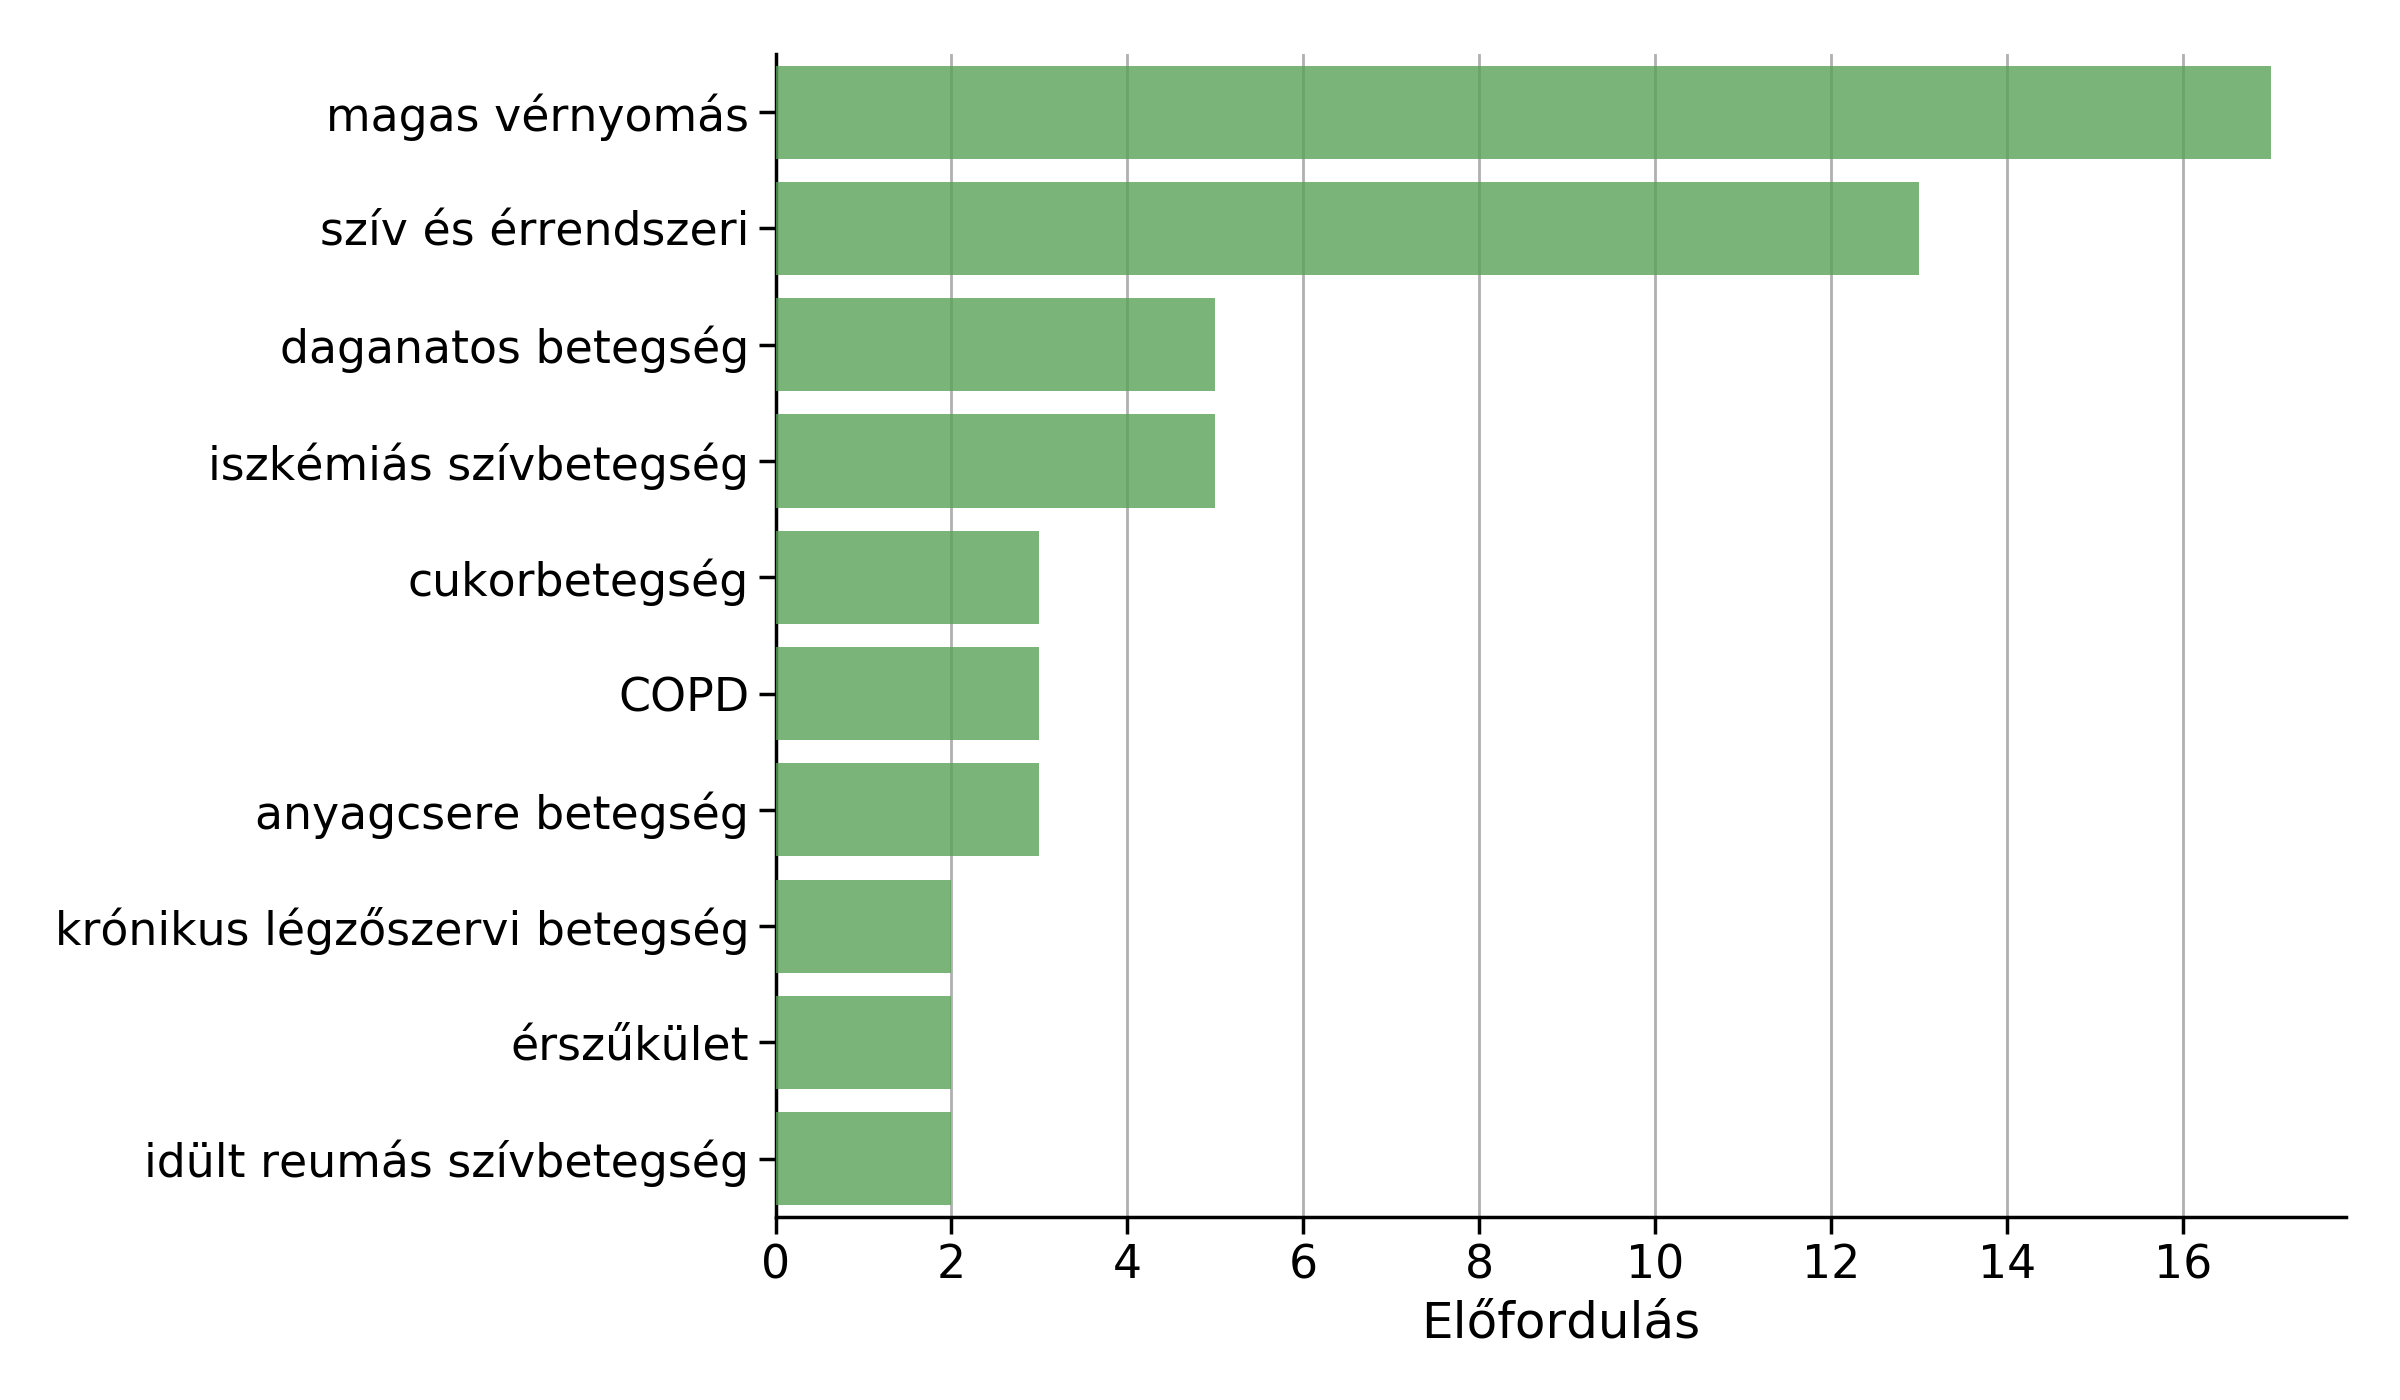 magas vérnyomás
szív és érrendszeri
daganatos betegség
iszkémiás szívbetegség
cukorbetegség
COPD
anyagcsere betegség
krónikus légzőszervi betegség
érszűkület
idült reumás szívbetegség
0 2 4 6 8 10 12 14 16
Előfordulás